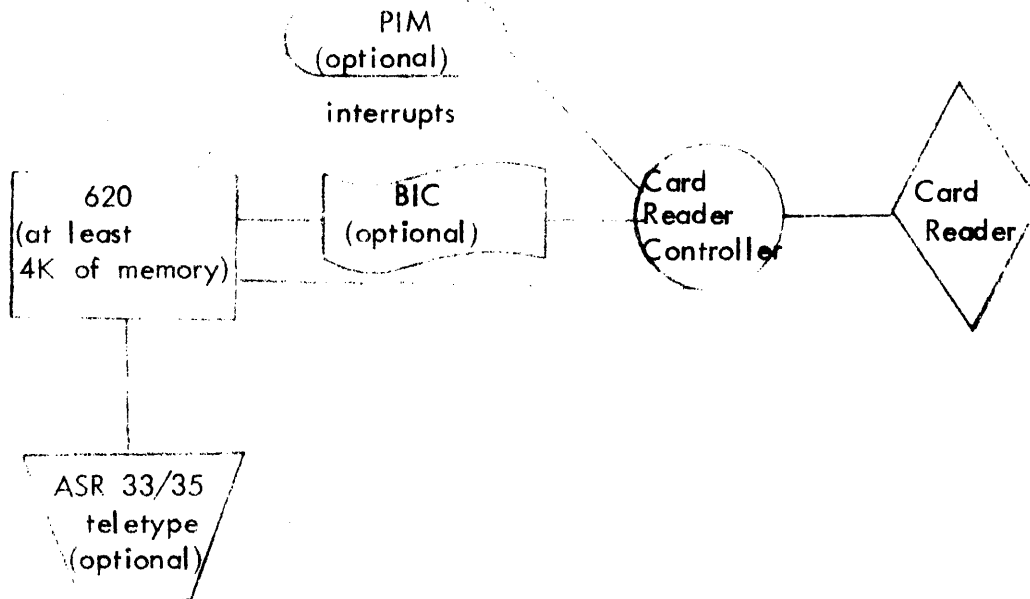 PIM
(optional)
interrupts
620
(at least
4K of memory)
BIC
(optional)
Card
Reader
Controller
Card
Reader
ASR 33/35
teletype
(optional)